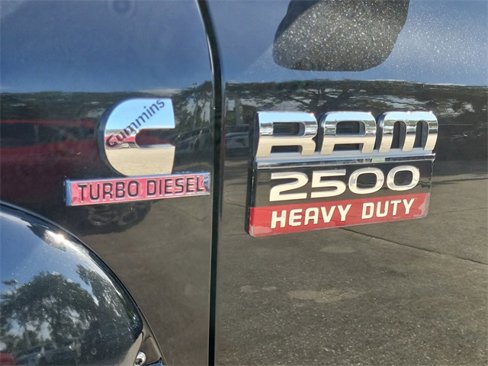 Cummins
TURBO DIESEL
RAM
2500
HEAVY DUTY